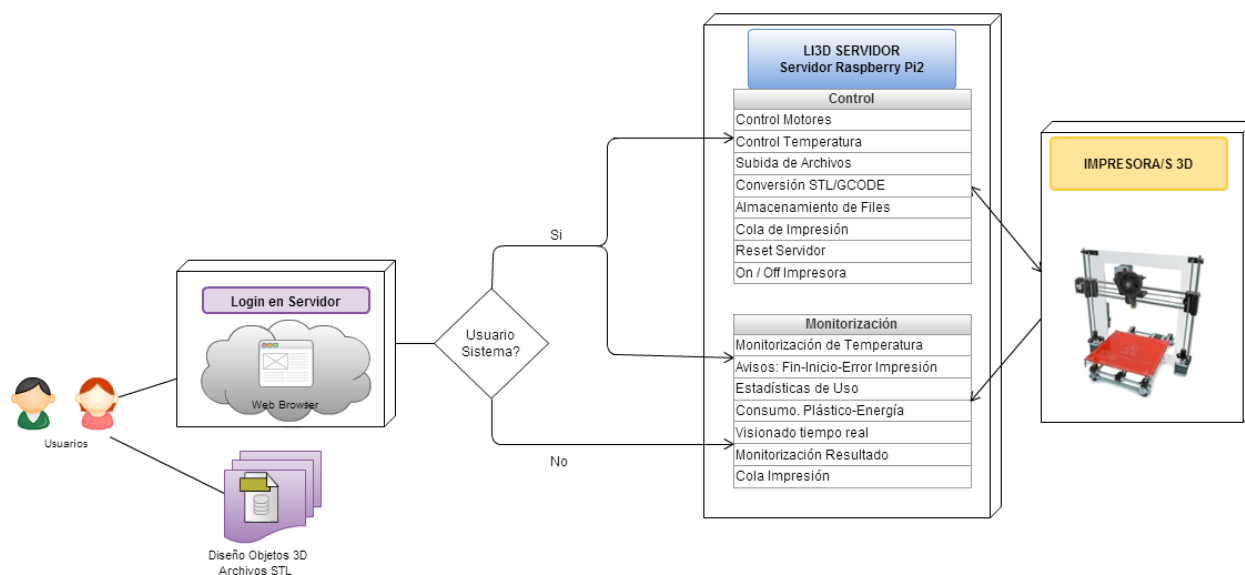 Usuarios
Diseño Objetos 3D
Archivos STL
Login en Servidor
Web Browser
Usuario
Sistema?
Si
No
LI3D SERVIDOR
Servidor Raspberry Pi2
Control
Control Motores
Control Temperatura
Subida de Archivos
Conversión STL/GCODE
Almacenamiento de Files
Cola de Impresión
Reset Servidor
On / Off Impresora
Monitorización
Monitorización de Temperatura
Avisos: Fin-Inicio-Error Impresión
Estadísticas de Uso
Consumo. Plástico-Energía
Visionado tiempo real
Monitorización Resultado
Cola Impresión
IMPRESORA/S 3D